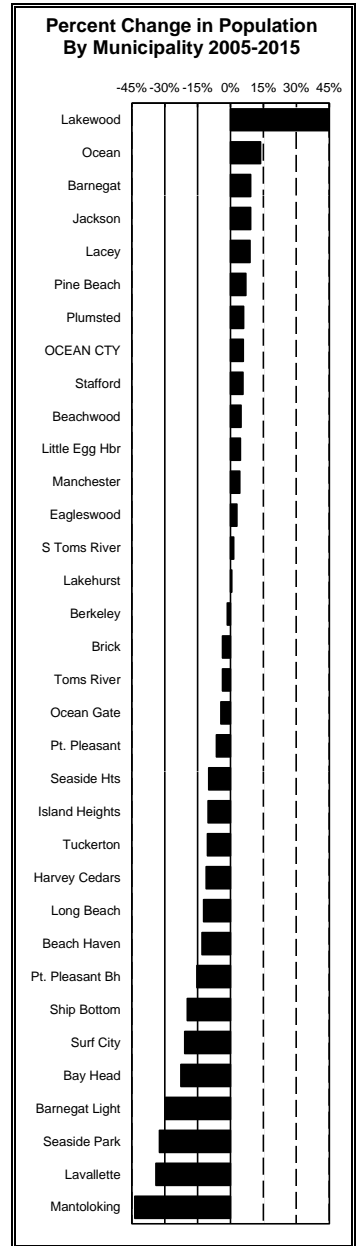 Percent Change in Population
By Municipality 2005-2015
-45% -30% -15% 0% 15% 30% 45%
Lakewood
Ocean
Barnegat
Jackson
Lacey
Pine Beach
Plumsted
OCEAN CTY
Stafford
Beachwood
Little Egg Hbr
Manchester
Eagleswood
S Toms River
Lakehurst
Berkeley
Brick
Toms River
Ocean Gate
Pt. Pleasant
Seaside Hts
Island Heights
Tuckerton
Harvey Cedars
Long Beach
Beach Haven
Pt. Pleasant Bh
Ship Bottom
Surf City
Bay Head
Barnegat Light
Seaside Park
Lavallette
Mantoloking